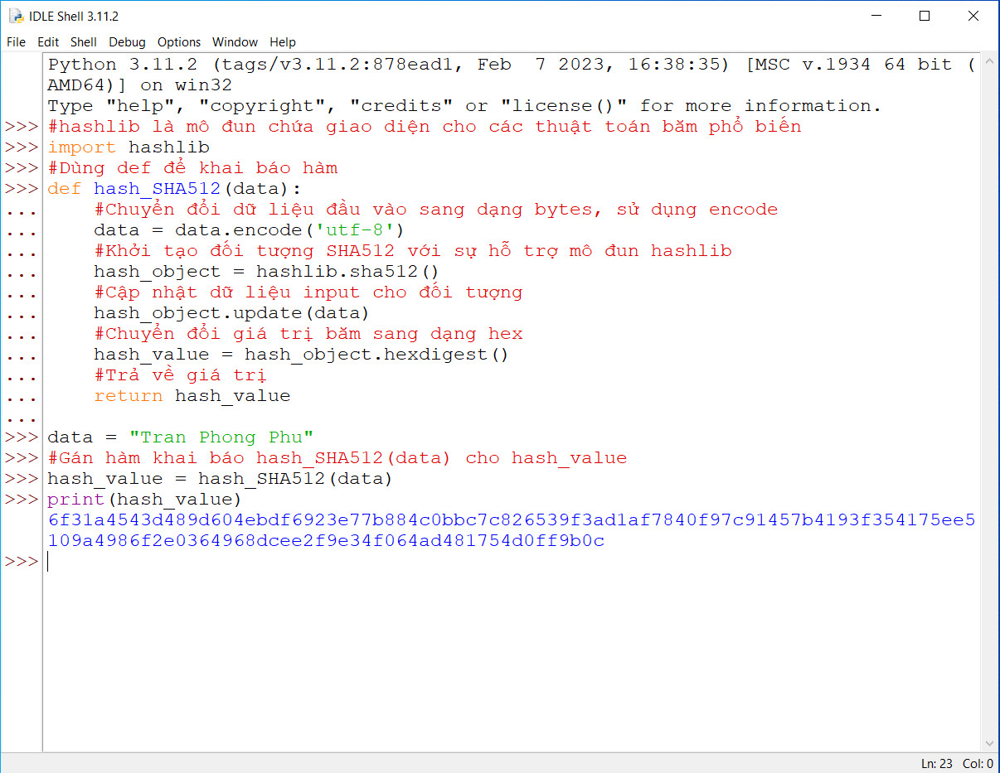 IDLE Shell 3.11.2
File Edit Shell Debug Options Window Help
Python 3.11.2 (tags/v3.11.2:878ead1, Feb  7 2023, 16:38:35) [MSC v.1934 64 bit (
AMD64)] on win32
Type "help", "copyright", "credits" or "license()" for more information.
>>> #hashlib là mô đun chứa giao diện cho các thuật toán băm phổ biến
>>> import hashlib
>>> #Dùng def để khai báo hàm
>>> def hash_SHA512(data):
...     #Chuyển đổi dữ liệu đầu vào sang dạng bytes, sử dụng encode
...     data = data.encode('utf-8')
...     #Khởi tạo đối tượng SHA512 với sự hỗ trợ mô đun hashlib
...     hash_object = hashlib.sha512()
...     #Cập nhật dữ liệu input cho đối tượng
...     hash_object.update(data)
...     #Chuyển đổi giá trị băm sang dạng hex
...     hash_value = hash_object.hexdigest()
...     #Trả về giá trị
...     return hash_value
...
>>> data = "Tran Phong Phu"
>>> #Gán hàm khai báo hash_SHA512(data) cho hash_value
>>> hash_value = hash_SHA512(data)
>>> print(hash_value)
6f31a4543d489d604ebdf6923e77b884c0bbc7c826539f3ad1af7840f97c91457b4193f354175ee5
109a4986f2e0364968dcee2f9e34f064ad481754d0ff9b0c
>>>
Ln: 23 Col: 0